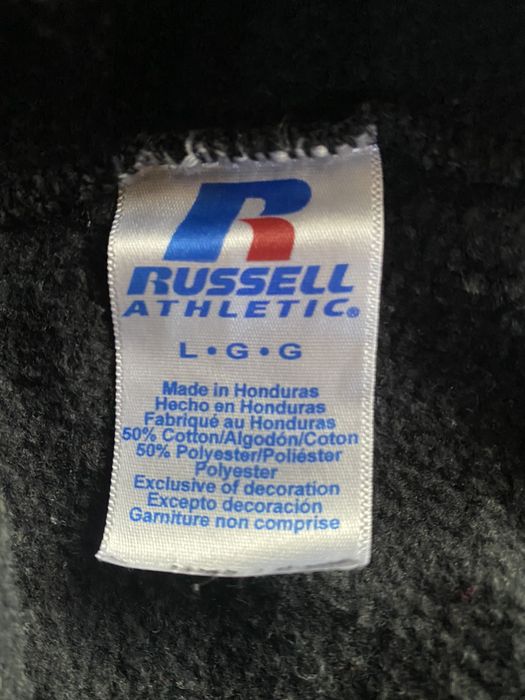 R
RUSSELL
ATHLETIC®
L • G • G
Made in Honduras
Hecho en Honduras
Fabriqué au Honduras
50% Cotton/Algodón/Coton
50% Polyester/Poliéster
Polyester
Exclusive of decoration
Excepto decoración
Garniture non comprise